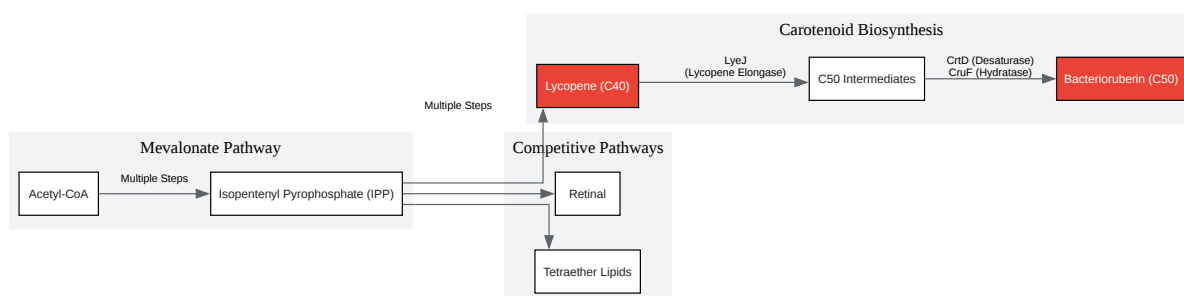 Carotenoid Biosynthesis
LyeJ
(Lycopene Elongase)
CrtD (Desaturase)
CruF (Hydratase)
Lycopene (C40)
C50 Intermediates
Bacterioruberin (C50)
Multiple Steps
Mevalonate Pathway
Competitive Pathways
Multiple Steps
Acetyl-CoA
Isopentenyl Pyrophosphate (IPP)
Retinal
Tetraether Lipids